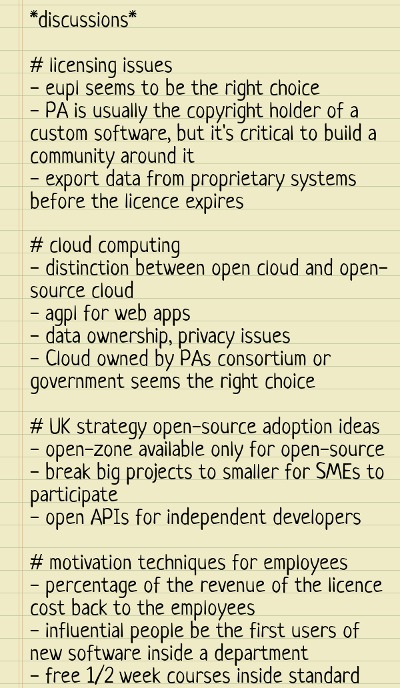 *discussions*
# licensing issues
- eupl seems to be the right choice
- PA is usually the copyright holder of a
custom software, but it's critical to build a
community around it
- export data from proprietary systems
before the licence expires
# cloud computing
- distinction between open cloud and open-
source cloud
- agpl for web apps
- data ownership, privacy issues
- Cloud owned by PAs consortium or
government seems the right choice
# UK strategy open-source adoption ideas
- open-zone available only for open-source
- break big projects to smaller for SMEs to
participate
- open APIs for independent developers
# motivation techniques for employees
- percentage of the revenue of the licence
cost back to the employees
- influential people be the first users of
new software inside a department
- free 1/2 week courses inside standard